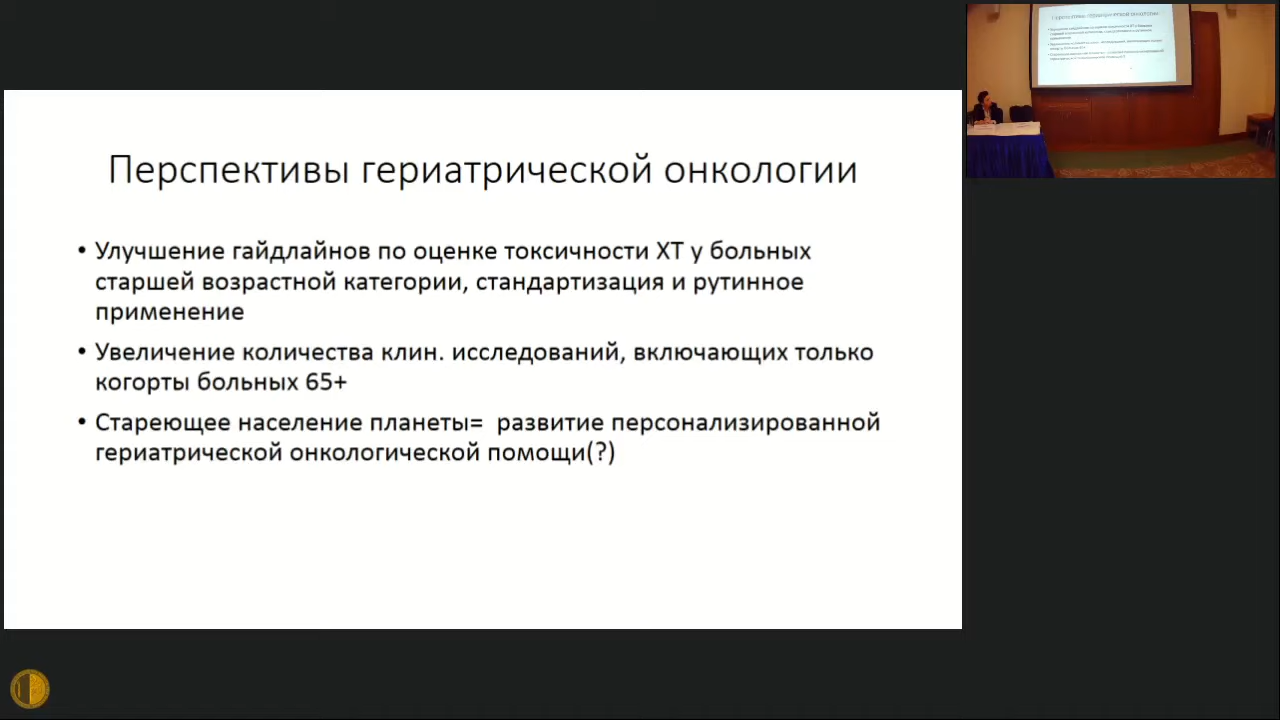 Перспективы гериатрической онкологии
• Улучшение гайдлайнов по оценке токсичности ХТ у больных
старшей возрастной категории, стандартизация и рутинное
применение
• Увеличение количества клин. исследований, включающих только
когорты больных 65+
• Стареющее население планеты=  развитие персонализированной
гериатрической онкологической помощи(?)